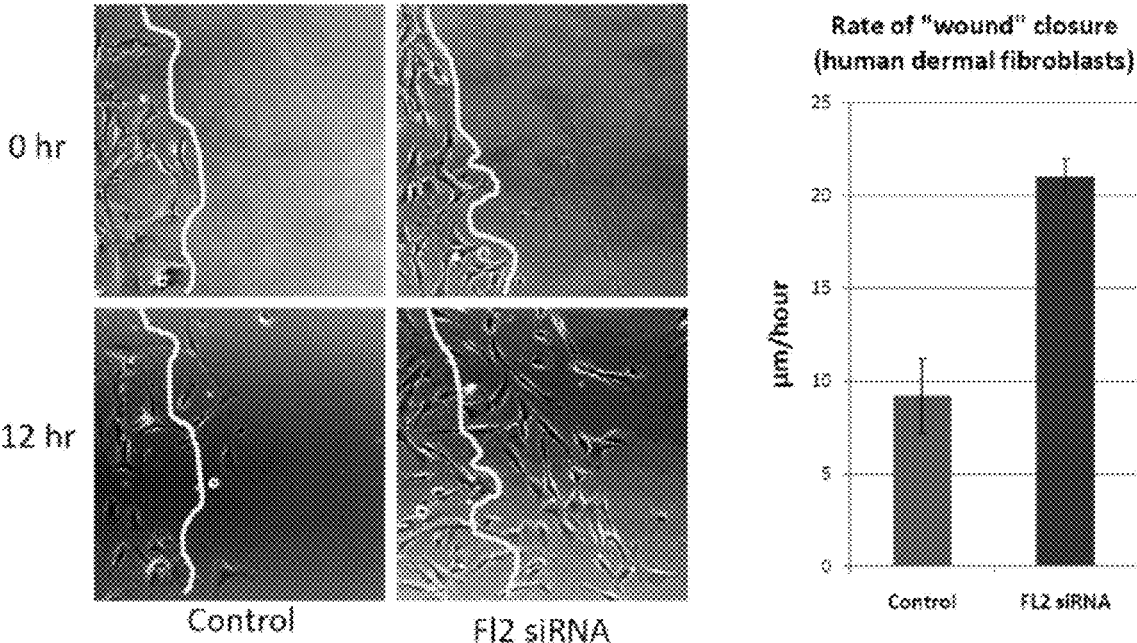 0 hr
12 hr
Control
Fl2 siRNA
Rate of "wound" closure
(human dermal fibroblasts)
µm/hour
25
20
15
10
5
0
Control
FL2 siRNA